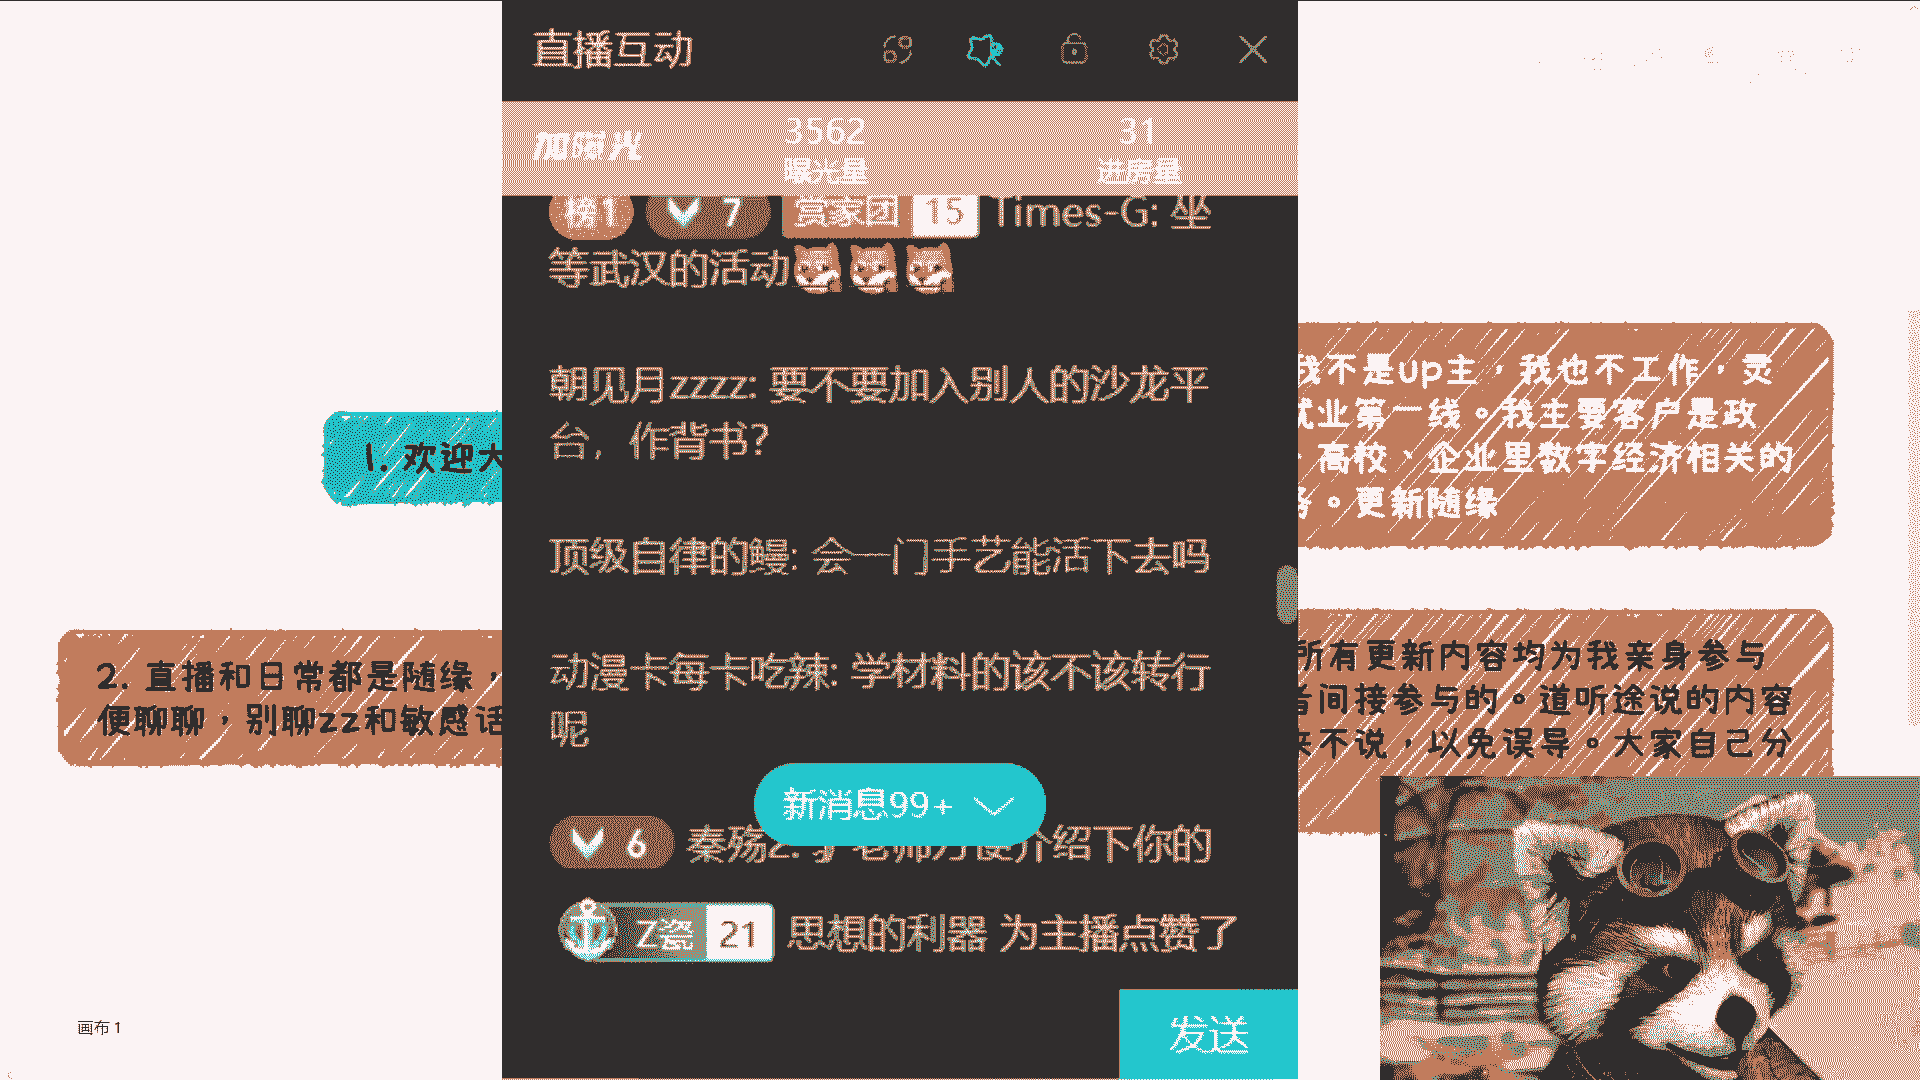 直播互动
加曝光
3562
曝光量
31
进房量
榜1 7 赏家团 15 Times-G: 坐
等武汉的活动
朝见月zzzz: 要不要加入别人的沙龙平
台，作背书？
顶级自律的鳗: 会一门手艺能活下去吗
动漫卡每卡吃辣: 学材料的该不该转行
呢
新消息99+
6 秦殇z: 老师方便介绍下你的
Z瓷 21 思想的利器 为主播点赞了
发送
1. 欢迎大
2. 直播和日常都是随缘，
便聊聊，别聊zz和敏感话
我不是up主，我也不工作，灵
就业第一线。我主要客户是政
、高校、企业里数字经济相关的
务。更新随缘
所有更新内容均为我亲身参与
者间接参与的。道听途说的内容
来不说，以免误导。大家自己分
画布 1